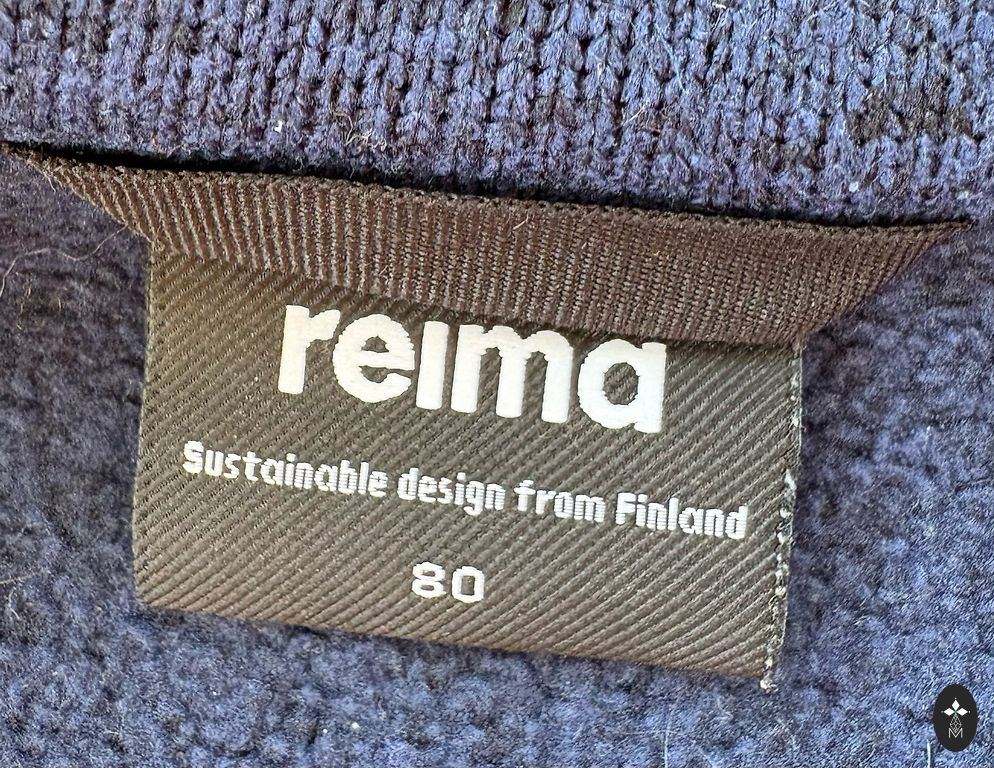 reima
Sustainable design from Finland
80
M